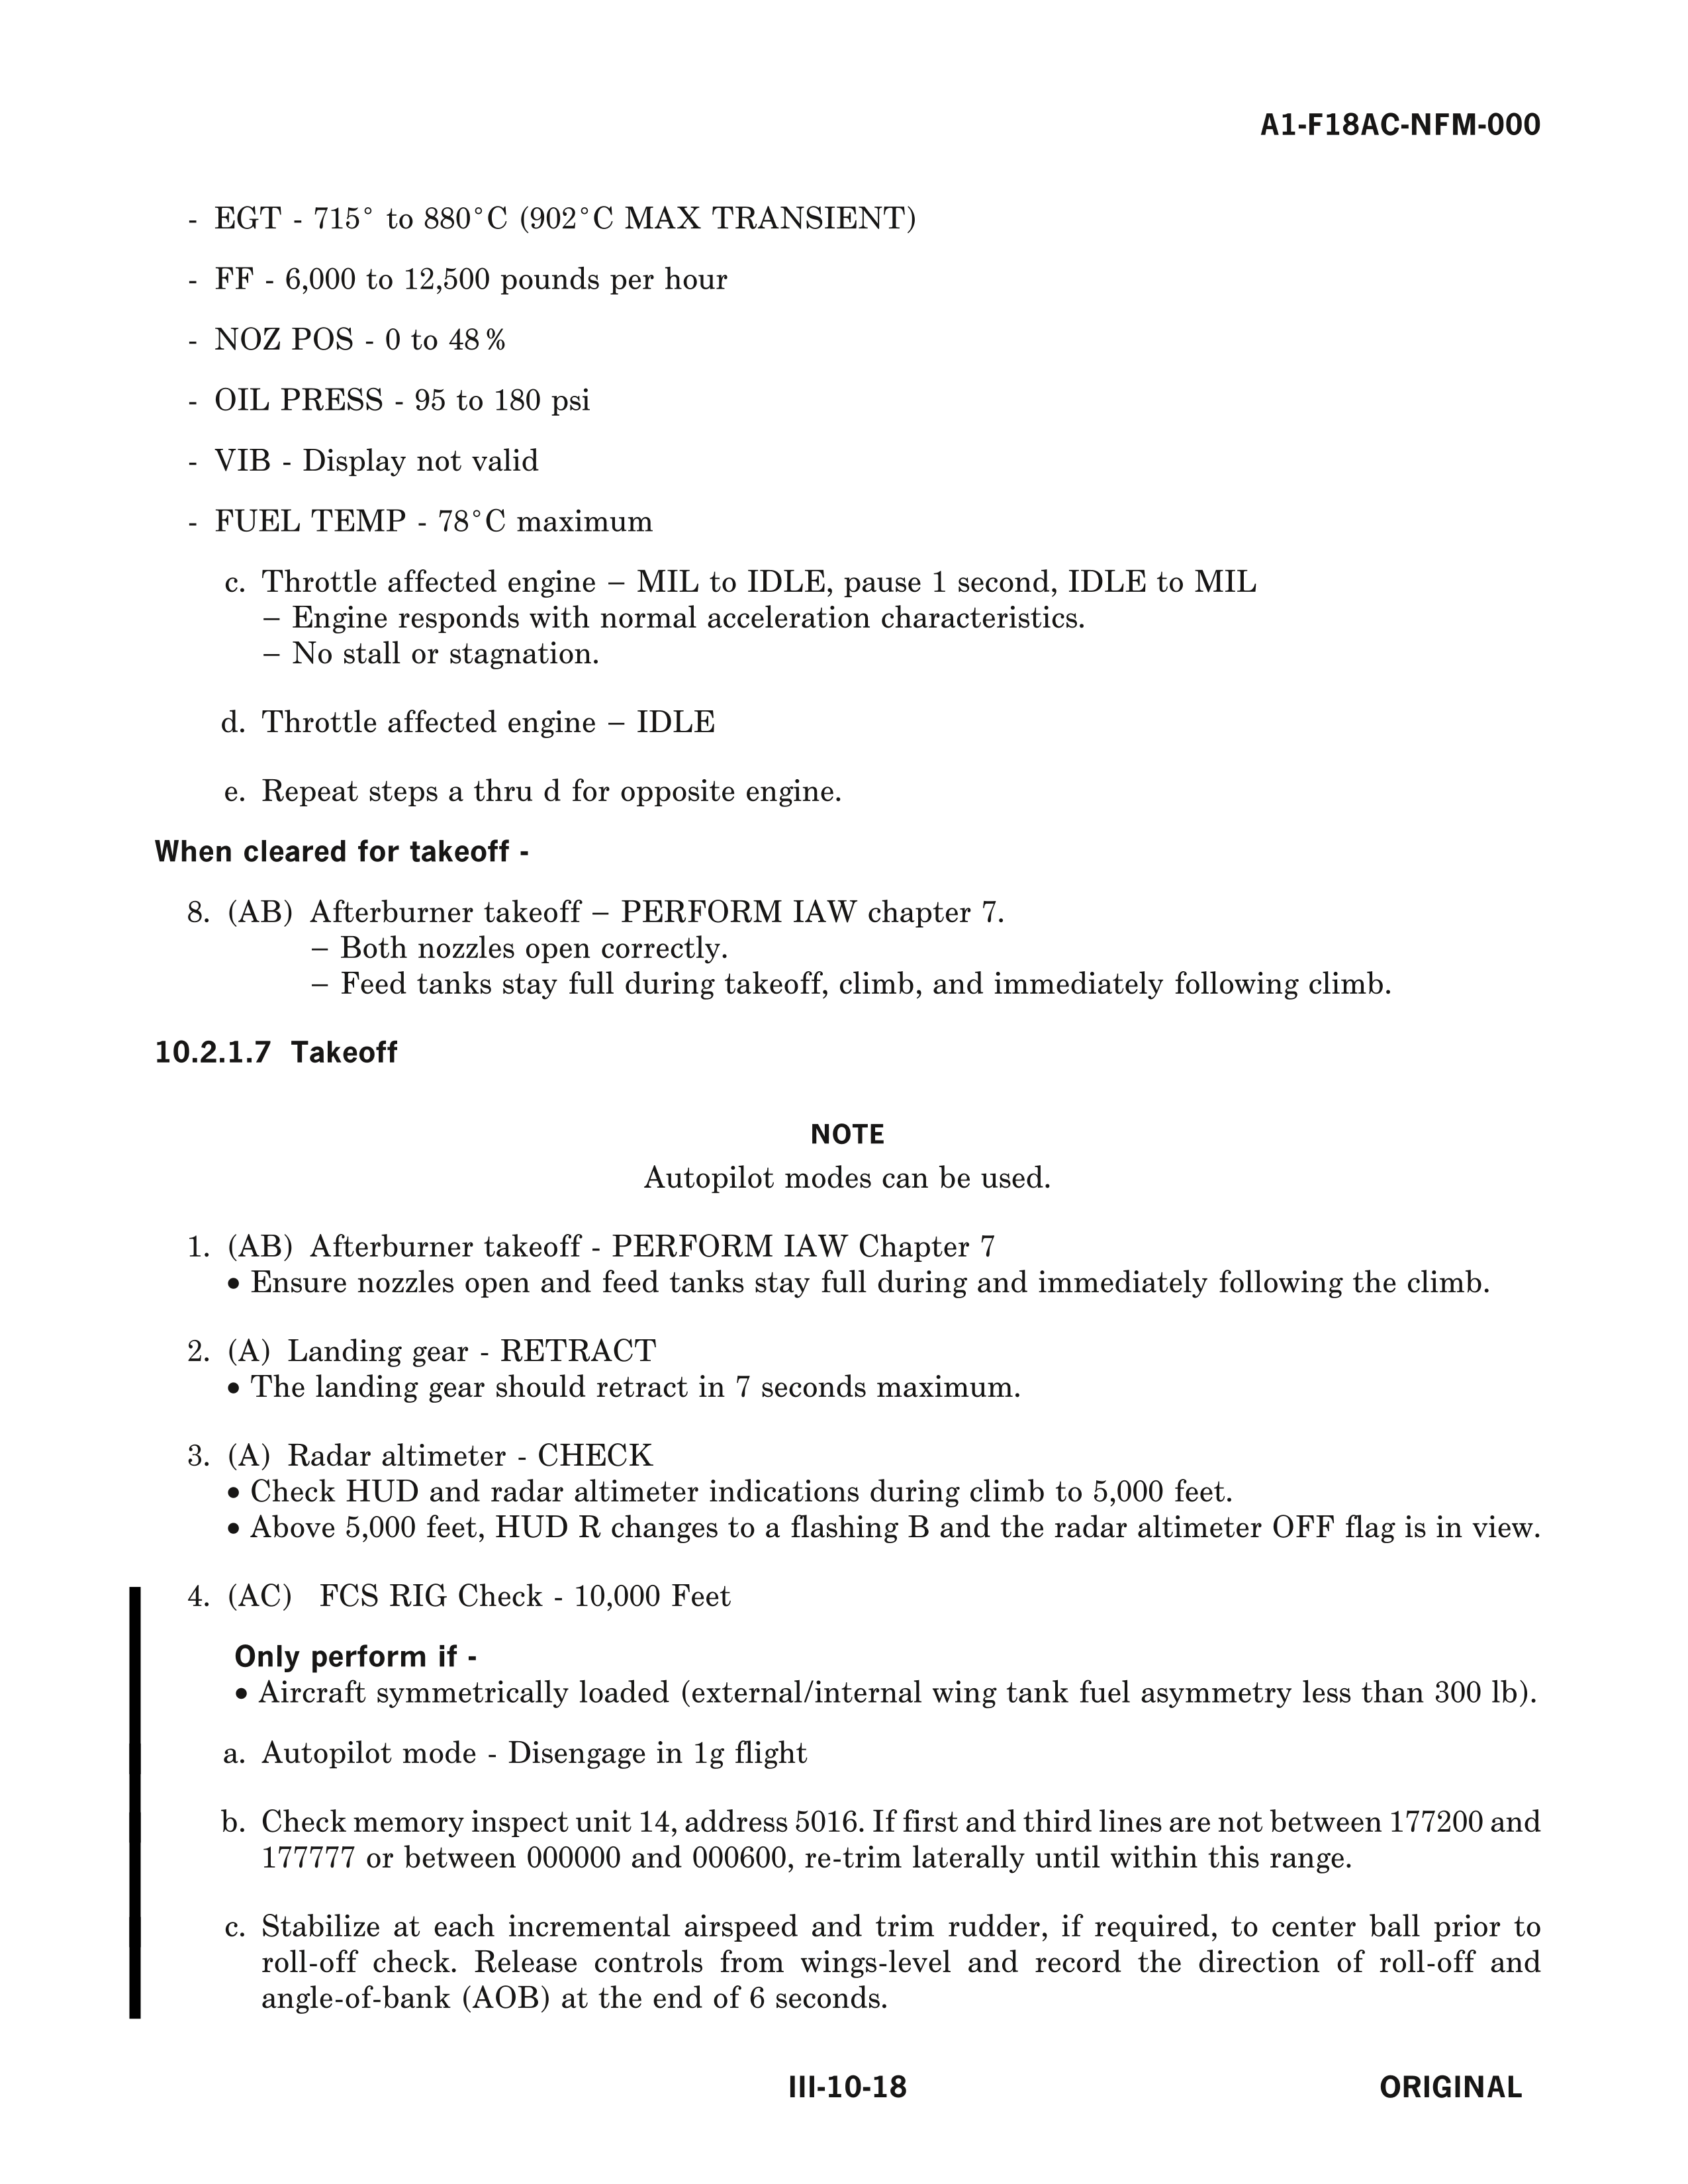 A1-F18AC-NFM-000
- EGT - 715° to 880°C (902°C MAX TRANSIENT)
- FF - 6,000 to 12,500 pounds per hour
- NOZ POS - 0 to 48%
- OIL PRESS - 95 to 180 psi
- VIB - Display not valid
- FUEL TEMP - 78°C maximum
c. Throttle affected engine – MIL to IDLE, pause 1 second, IDLE to MIL
– Engine responds with normal acceleration characteristics.
– No stall or stagnation.
d. Throttle affected engine – IDLE
e. Repeat steps a thru d for opposite engine.
When cleared for takeoff -
8. (AB) Afterburner takeoff – PERFORM IAW chapter 7.
– Both nozzles open correctly.
– Feed tanks stay full during takeoff, climb, and immediately following climb.
10.2.1.7 Takeoff
NOTE
Autopilot modes can be used.
1. (AB) Afterburner takeoff - PERFORM IAW Chapter 7
• Ensure nozzles open and feed tanks stay full during and immediately following the climb.
2. (A) Landing gear - RETRACT
• The landing gear should retract in 7 seconds maximum.
3. (A) Radar altimeter - CHECK
• Check HUD and radar altimeter indications during climb to 5,000 feet.
• Above 5,000 feet, HUD R changes to a flashing B and the radar altimeter OFF flag is in view.
4. (AC) FCS RIG Check - 10,000 Feet
Only perform if -
• Aircraft symmetrically loaded (external/internal wing tank fuel asymmetry less than 300 lb).
a. Autopilot mode - Disengage in 1g flight
b. Check memory inspect unit 14, address 5016. If first and third lines are not between 177200 and
177777 or between 000000 and 000600, re-trim laterally until within this range.
c. Stabilize at each incremental airspeed and trim rudder, if required, to center ball prior to
roll-off check. Release controls from wings-level and record the direction of roll-off and
angle-of-bank (AOB) at the end of 6 seconds.
III-10-18
ORIGINAL